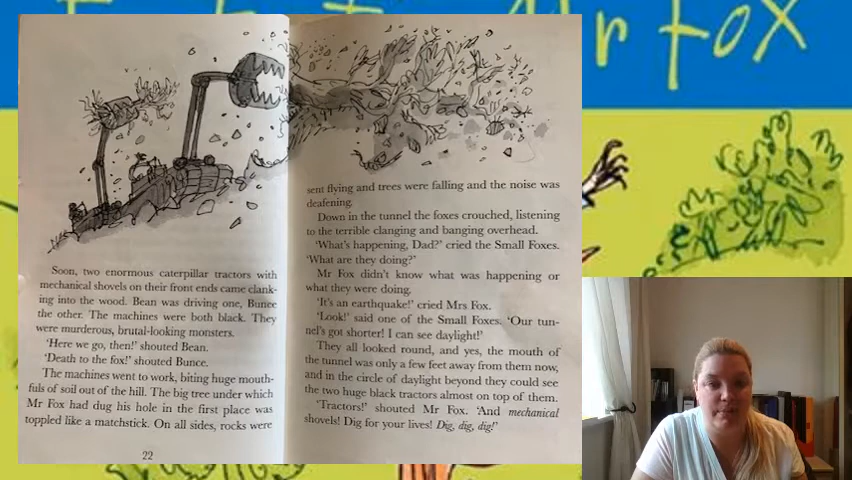 Fantastic Mr Fox
Soon, two enormous caterpillar tractors with
mechanical shovels on their front ends came clank-
ing into the wood. Bean was driving one, Bunce
the other. The machines were both black. They
were murderous, brutal-looking monsters.
‘Here we go, then!’ shouted Bean.
‘Death to the fox!’ shouted Bunce.
The machines went to work, biting huge mouth-
fuls of soil out of the hill. The big tree under which
Mr Fox had dug his hole in the first place was
toppled like a matchstick. On all sides, rocks were
22
sent flying and trees were falling and the noise was
deafening.
Down in the tunnel the foxes crouched, listening
to the terrible clanging and banging overhead.
‘What’s happening, Dad?’ cried the Small Foxes.
‘What are they doing?’
Mr Fox didn’t know what was happening or
what they were doing.
‘It’s an earthquake!’ cried Mrs Fox.
‘Look!’ said one of the Small Foxes. ‘Our tun-
nel’s got shorter! I can see daylight!’
They all looked round, and yes, the mouth of
the tunnel was only a few feet away from them now,
and in the circle of daylight beyond they could see
the two huge black tractors almost on top of them.
‘Tractors!’ shouted Mr Fox. ‘And mechanical
shovels! Dig for your lives! Dig, dig, dig!’